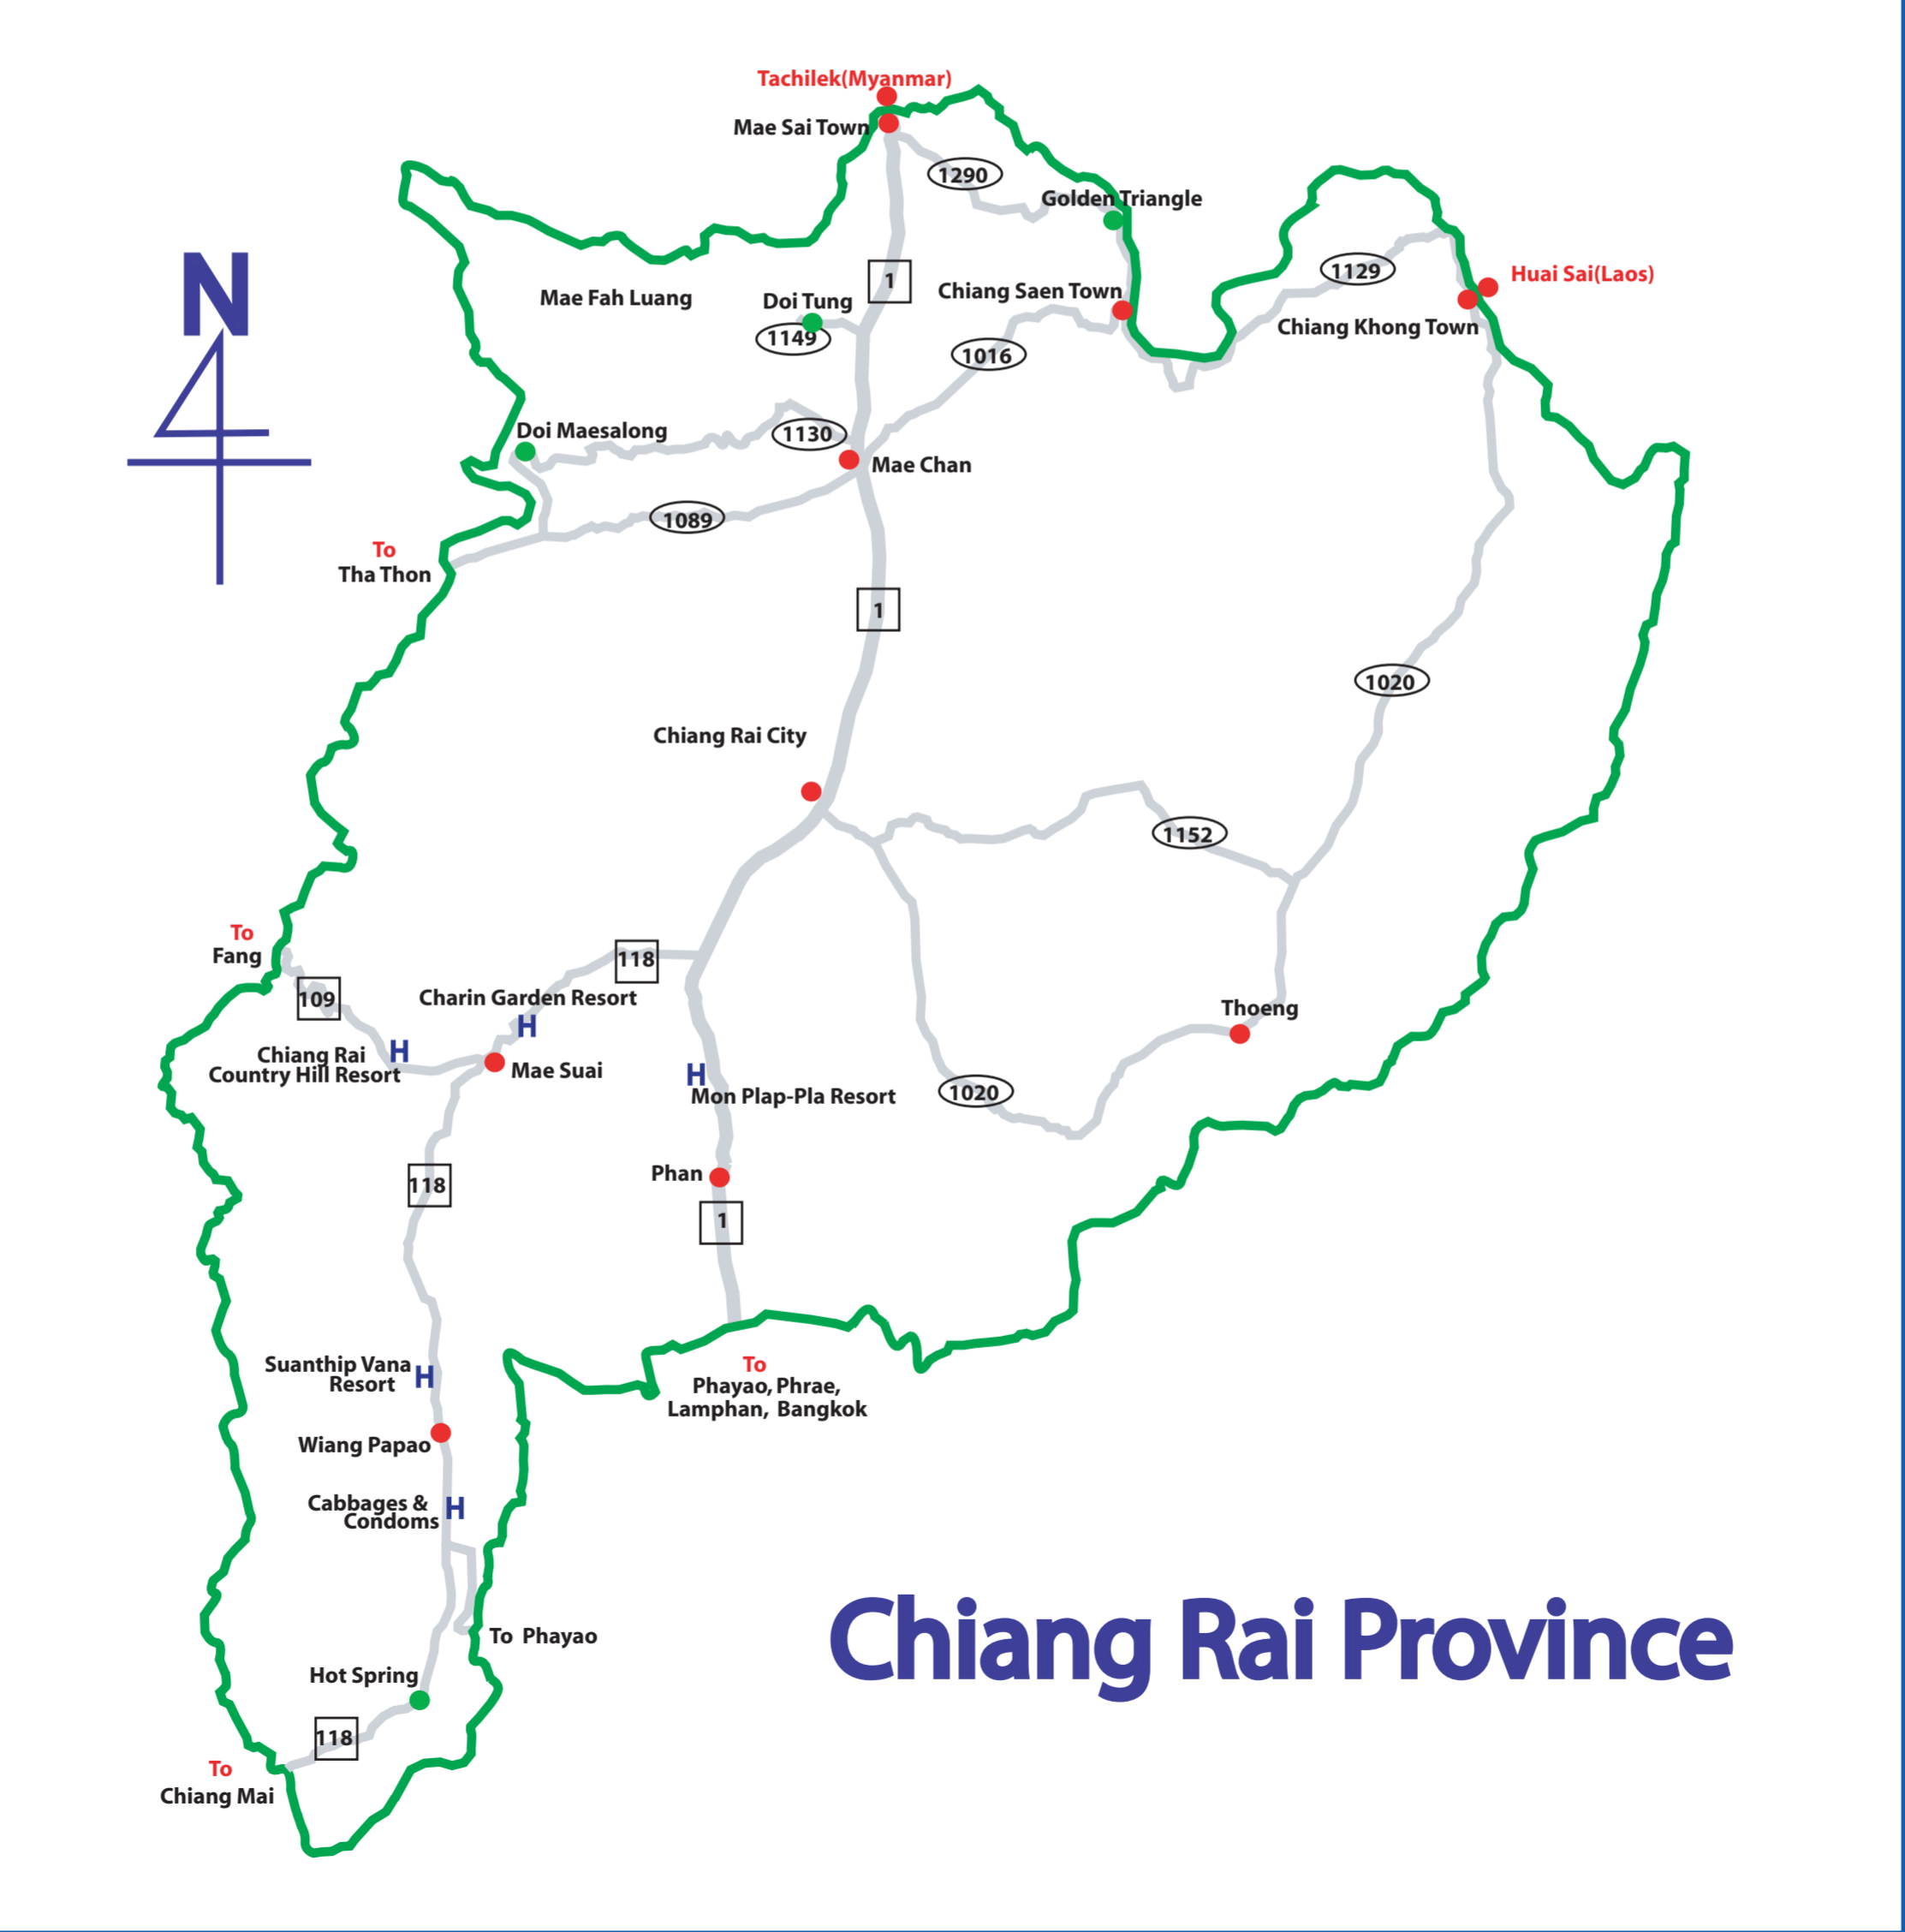 Tachilek(Myanmar)
Mae Sai Town
1290
Golden Triangle
N
1
1129
Huai Sai(Laos)
Mae Fah Luang
Doi Tung
Chiang Saen Town
Chiang Khong Town
1149
1016
Doi Maesalong
1130
Mae Chan
1089
To
Tha Thon
1
1020
Chiang Rai City
1152
To
Fang
118
109
Charin Garden Resort
H
Thoeng
Chiang Rai
Country Hill Resort
H
Mae Suai
H
Mon Plap-Pla Resort
1020
Phan
118
1
Suanthip Vana
Resort
H
To
Phayao, Phrae,
Lamphan, Bangkok
Wiang Papao
Cabbages &
Condoms
H
To Phayao
Chiang Rai Province
Hot Spring
118
To
Chiang Mai